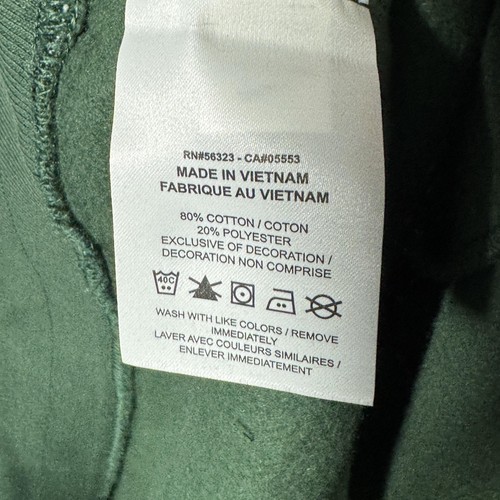 RN#56323 - CA#05553
MADE IN VIETNAM
FABRIQUE AU VIETNAM
80% COTTON / COTON
20% POLYESTER
EXCLUSIVE OF DECORATION /
DECORATION NON COMPRISE
40C
WASH WITH LIKE COLORS / REMOVE
IMMEDIATELY
LAVER AVEC COULEURS SIMILAIRES /
ENLEVER IMMEDIATEMENT